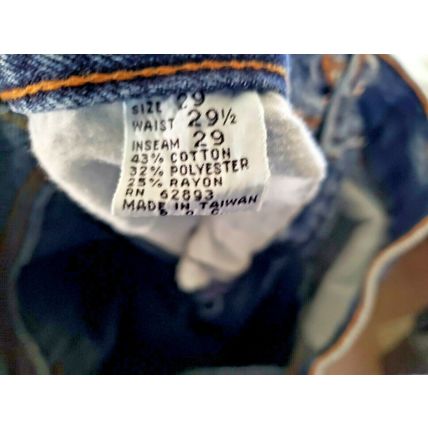 SIZE 29
WAIST 29½
INSEAM 29
43% COTTON
32% POLYESTER
25% RAYON
RN 62893
MADE IN TAIWAN